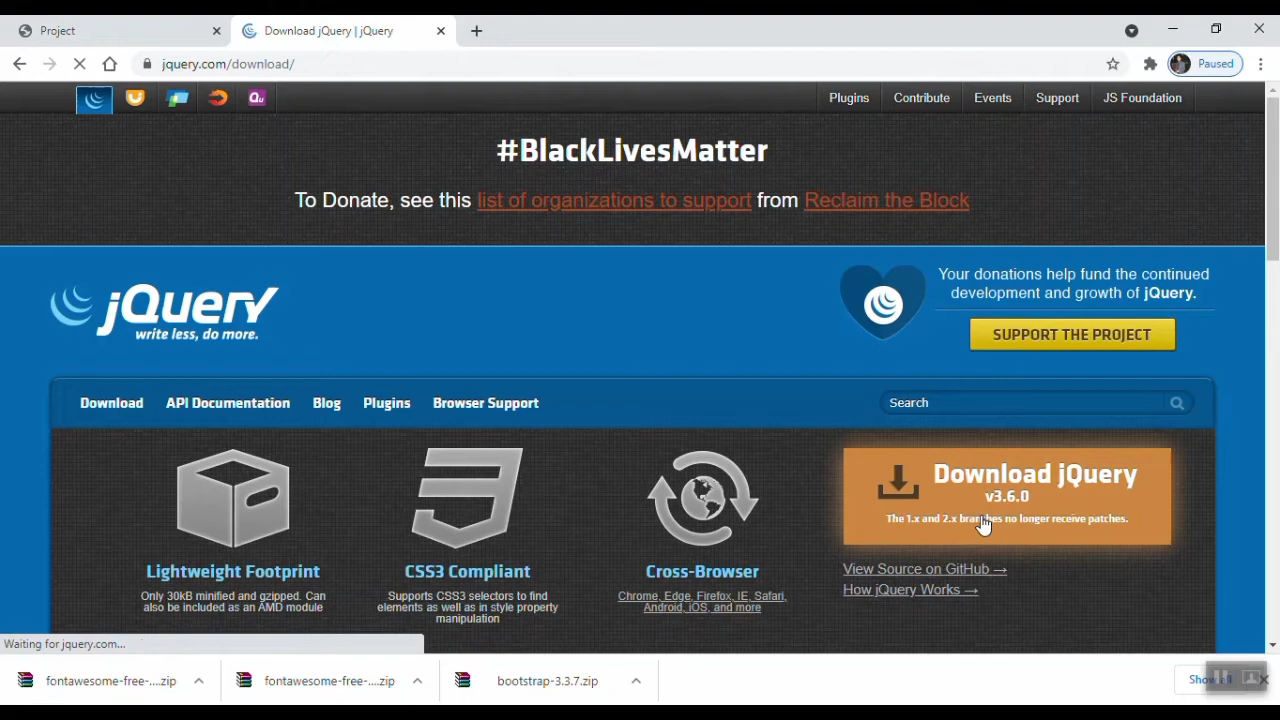 Project
Download jQuery | jQuery
jquery.com/download/
Paused
Qu
Plugins
Contribute
Events
Support
JS Foundation
#BlackLivesMatter
To Donate, see this list of organizations to support from Reclaim the Block
jQuery
write less, do more.
Your donations help fund the continued
development and growth of jQuery.
SUPPORT THE PROJECT
Download
API Documentation
Blog
Plugins
Browser Support
Search
Lightweight Footprint
Only 30kB minified and gzipped. Can
also be included as an AMD module
CSS3 Compliant
Supports CSS3 selectors to find
elements as well as in style property
manipulation
Cross-Browser
Chrome, Edge, Firefox, IE, Safari,
Android, iOS, and more
Download jQuery
v3.6.0
The 1.x and 2.x branches no longer receive patches.
View Source on GitHub →
How jQuery Works →
Waiting for jquery.com...
fontawesome-free-....zip
fontawesome-free-....zip
bootstrap-3.3.7.zip
Show all